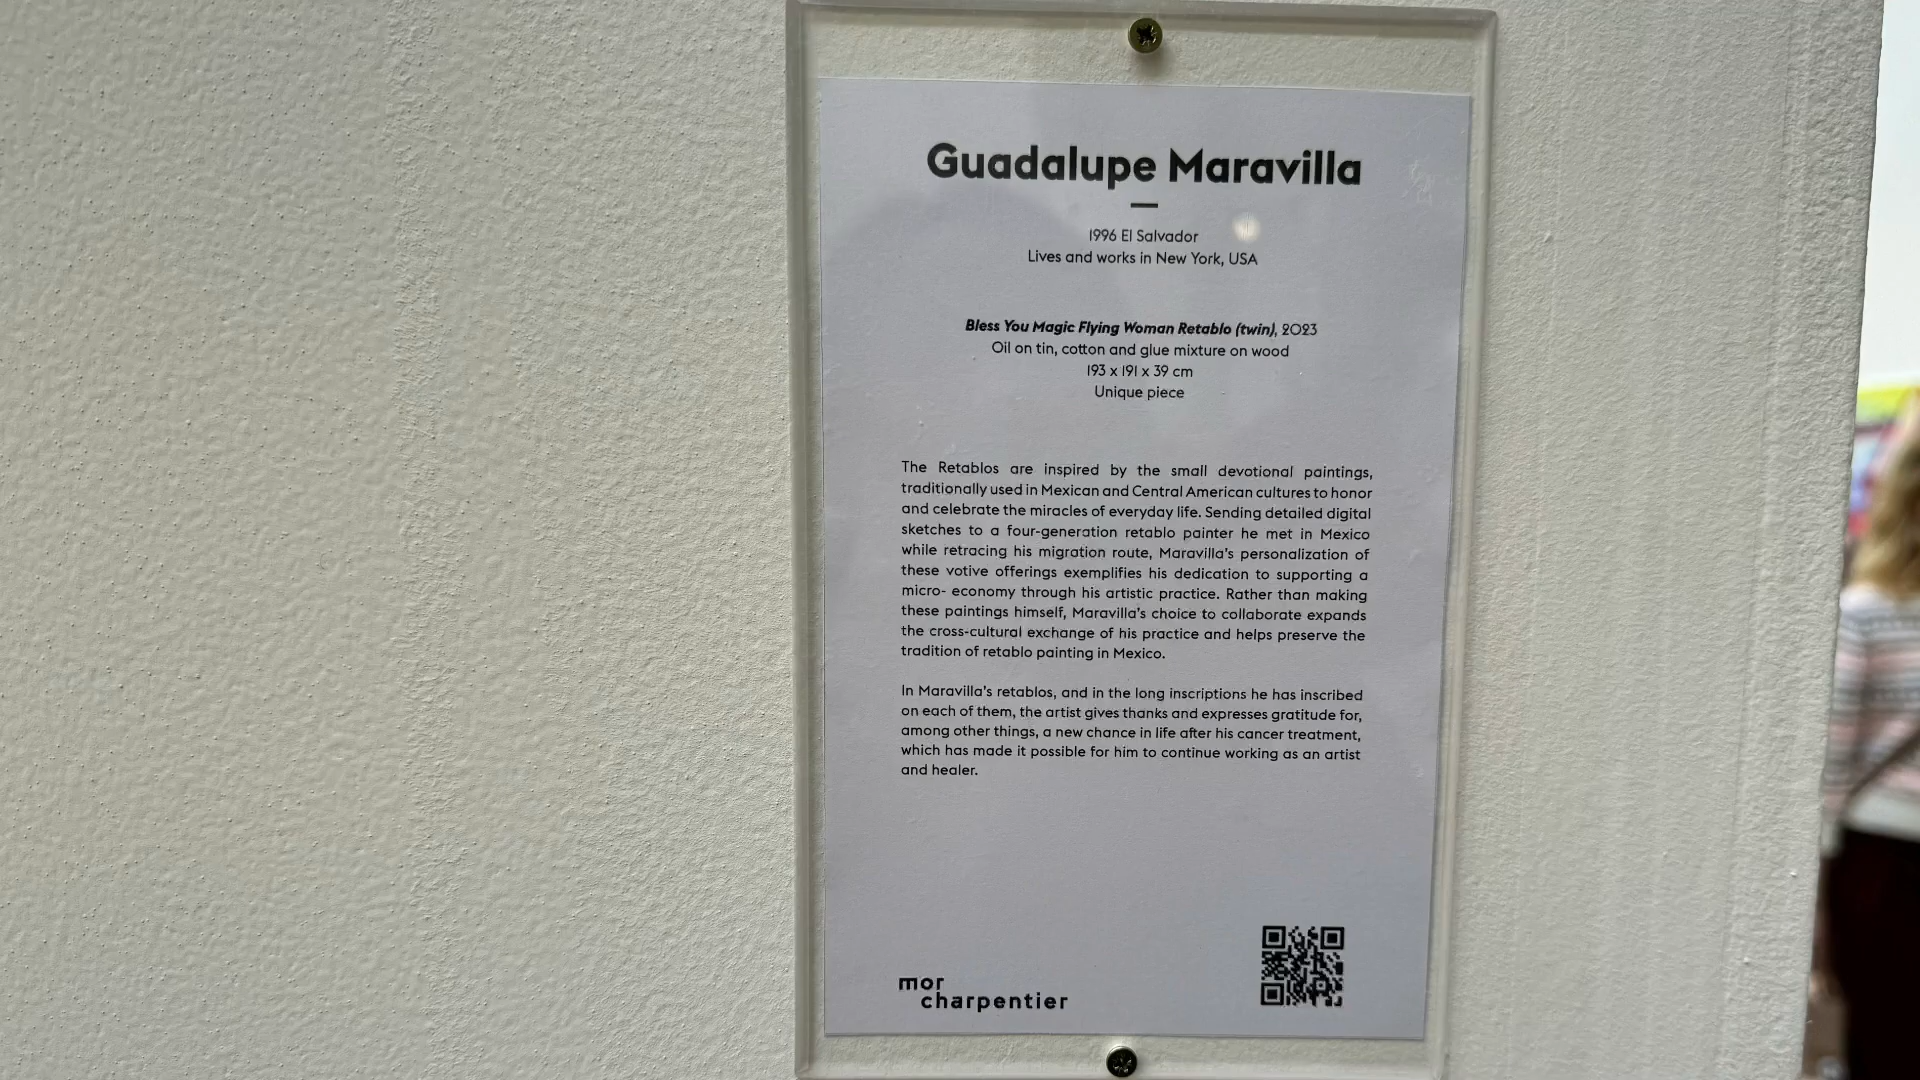 Guadalupe Maravilla
1996 El Salvador
Lives and works in New York, USA
Bless You Magic Flying Woman Retablo (twin), 2023
Oil on tin, cotton and glue mixture on wood
193 x 191 x 39 cm
Unique piece
The Retablos are inspired by the small devotional paintings,
traditionally used in Mexican and Central American cultures to honor
and celebrate the miracles of everyday life. Sending detailed digital
sketches to a four-generation retablo painter he met in Mexico
while retracing his migration route, Maravilla's personalization of
these votive offerings exemplifies his dedication to supporting a
micro- economy through his artistic practice. Rather than making
these paintings himself, Maravilla's choice to collaborate expands
the cross-cultural exchange of his practice and helps preserve the
tradition of retablo painting in Mexico.
In Maravilla's retablos, and in the long inscriptions he has inscribed
on each of them, the artist gives thanks and expresses gratitude for,
among other things, a new chance in life after his cancer treatment,
which has made it possible for him to continue working as an artist
and healer.
mor
charpentier